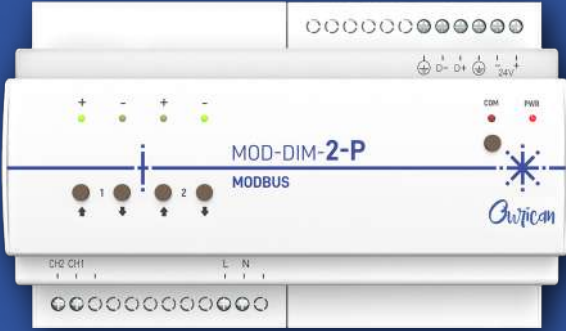 D- D+ - +
24V
+ - + - COM PWR
MOD-DIM-2-P
MODBUS
1 2
Ourican
CH2 CH1 L N